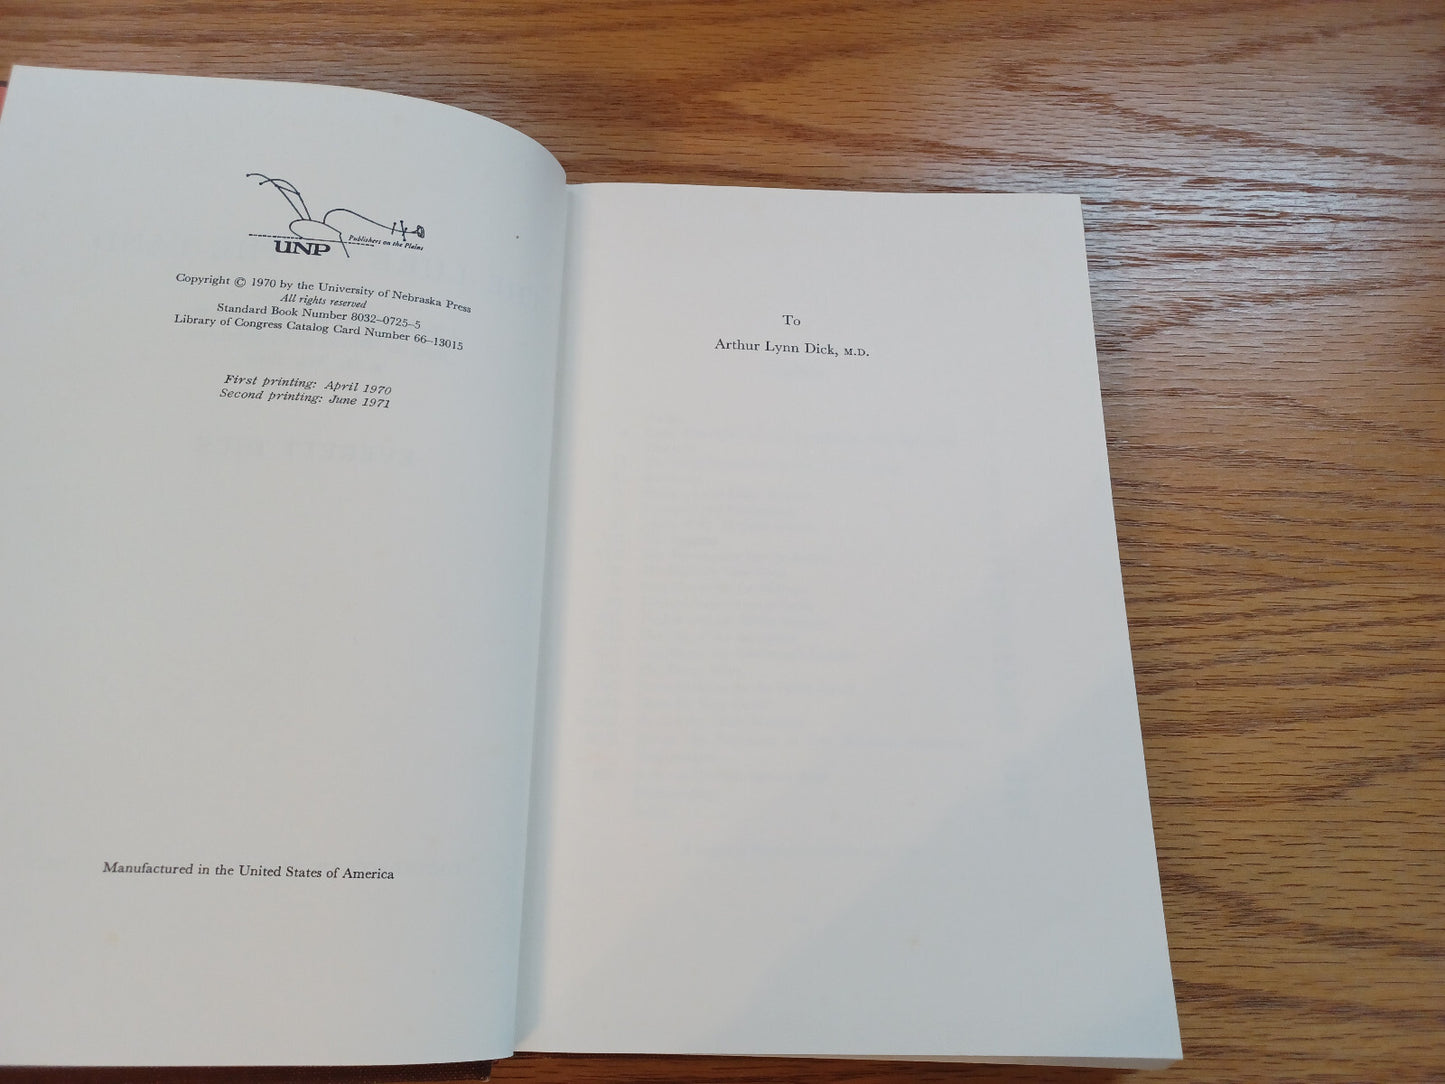 UNP
Publishers on the Plains
Copyright © 1970 by the University of Nebraska Press
All rights reserved
Standard Book Number 8032–0725–5
Library of Congress Catalog Card Number 66–13015
First printing: April 1970
Second printing: June 1971
Manufactured in the United States of America
To
Arthur Lynn Dick, M.D.